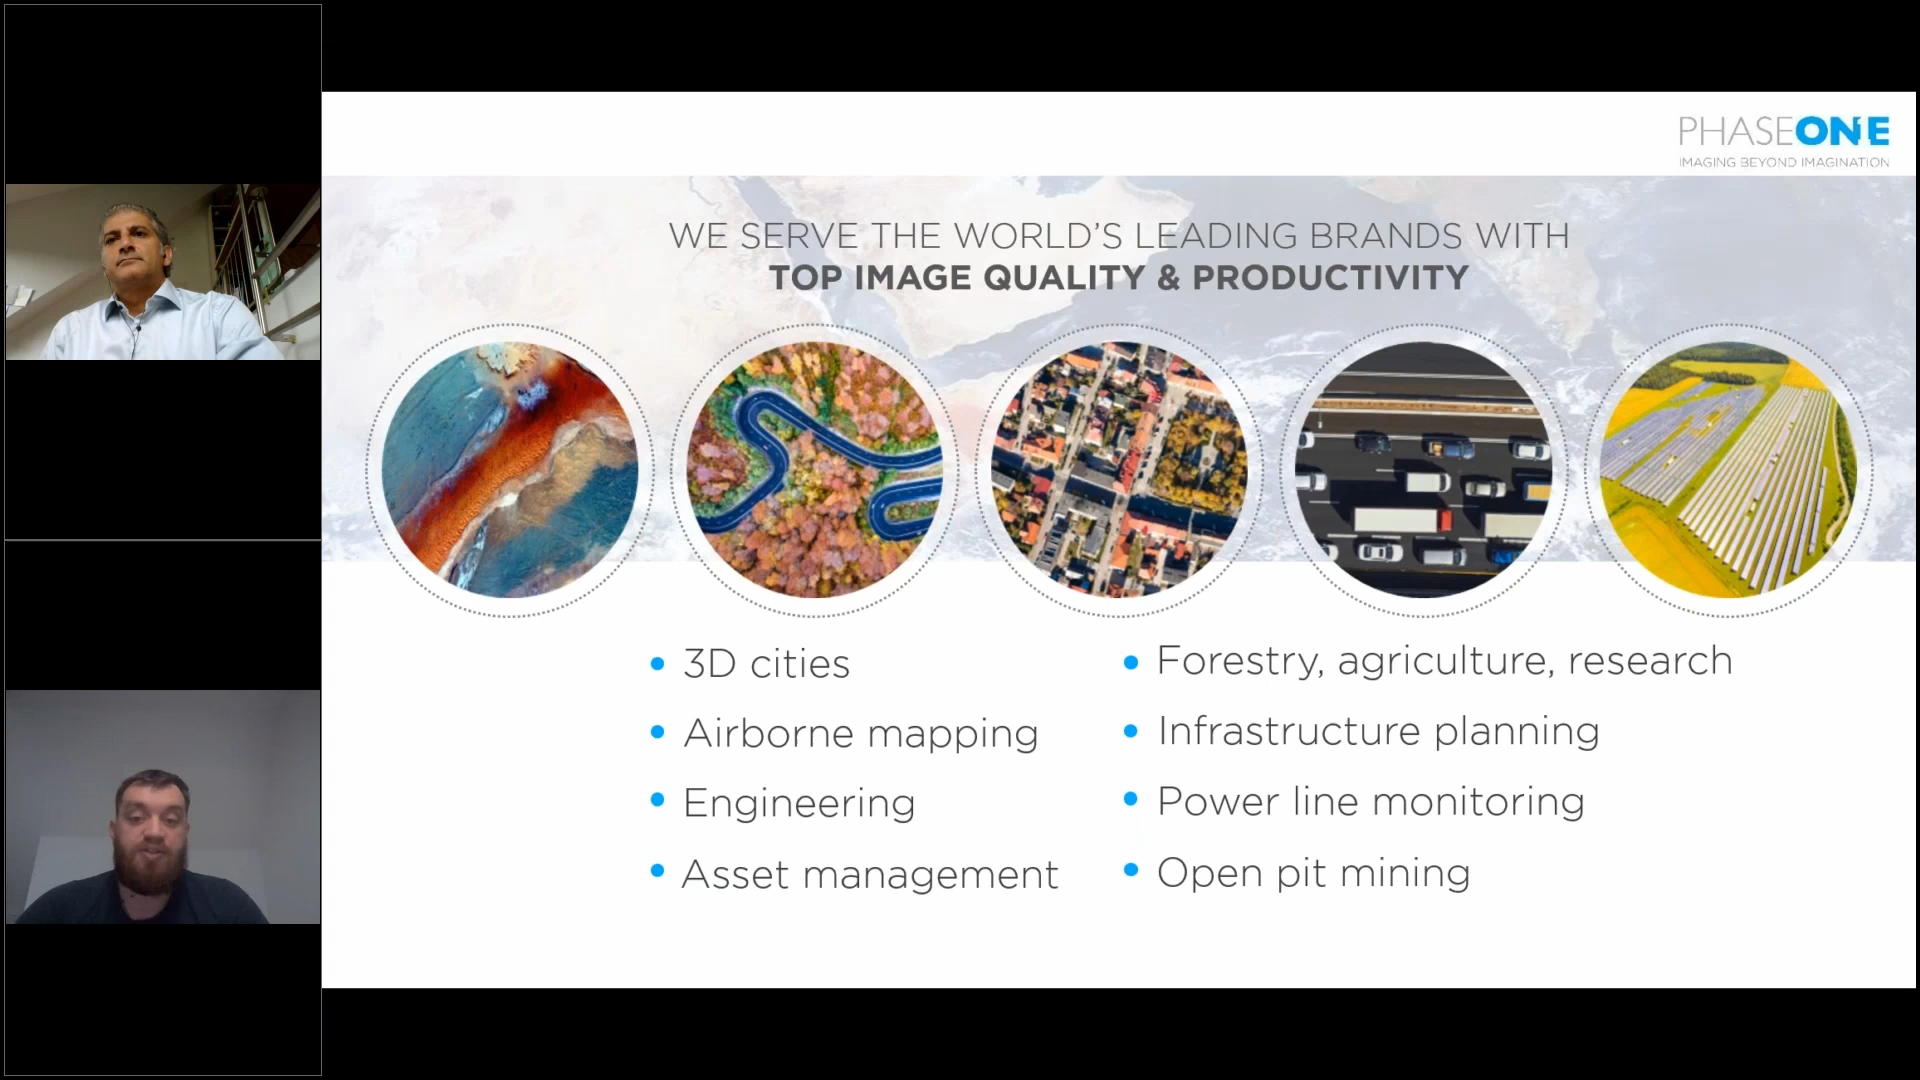 PHASEONE
IMAGING BEYOND IMAGINATION
WE SERVE THE WORLD'S LEADING BRANDS WITH
TOP IMAGE QUALITY & PRODUCTIVITY
• 3D cities
• Airborne mapping
• Engineering
• Asset management
• Forestry, agriculture, research
• Infrastructure planning
• Power line monitoring
• Open pit mining